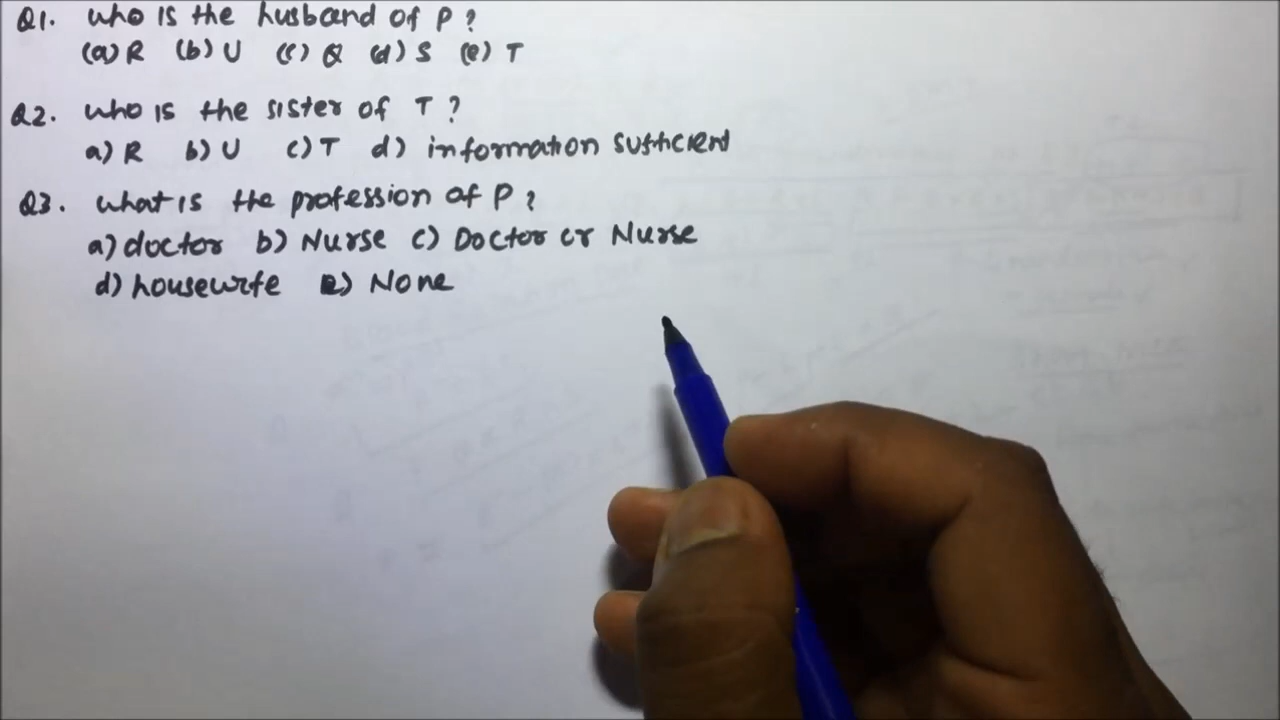 Q1. who is the husband of P?
(a) R (b) U (c) Q (d) S (e) T
Q2. who is the sister of T?
a) R b) U c) T d) information sufficient
Q3. what is the profession of P?
a) doctor b) Nurse c) Doctor or Nurse
d) housewife e) None